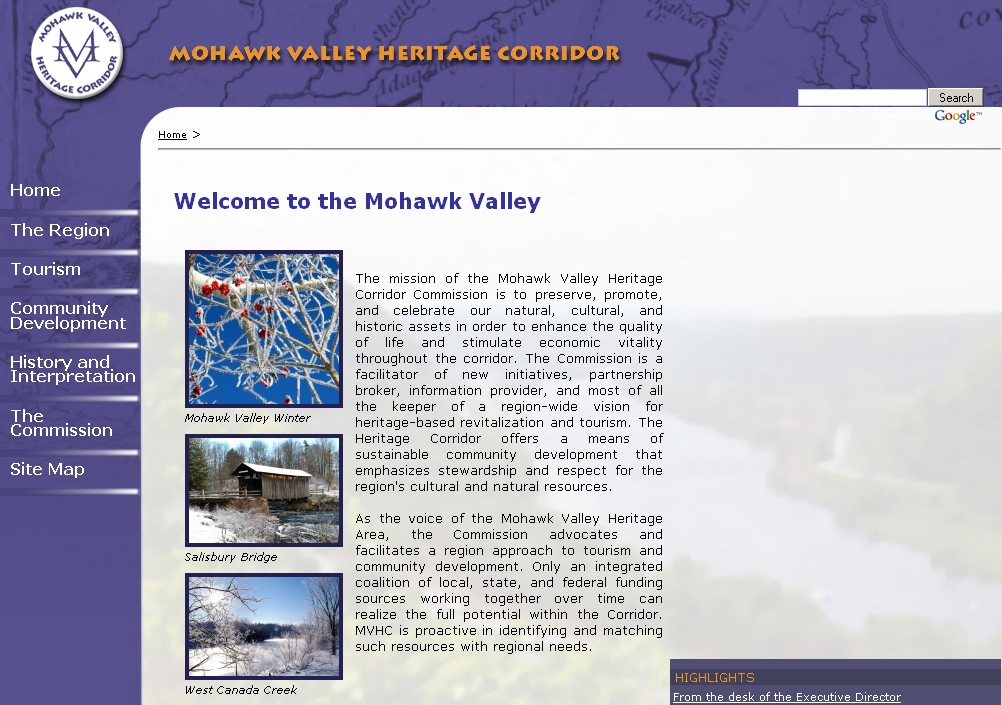 MOHAWK VALLEY
HERITAGE CORRIDOR
MOHAWK VALLEY HERITAGE CORRIDOR
Search
Google™
Home >
Home
The Region
Tourism
Community
Development
History and
Interpretation
The
Commission
Site Map
Welcome to the Mohawk Valley
Mohawk Valley Winter
Salisbury Bridge
West Canada Creek
The mission of the Mohawk Valley Heritage
Corridor Commission is to preserve, promote,
and celebrate our natural, cultural, and
historic assets in order to enhance the quality
of life and stimulate economic vitality
throughout the corridor. The Commission is a
facilitator of new initiatives, partnership
broker, information provider, and most of all
the keeper of a region-wide vision for
heritage-based revitalization and tourism. The
Heritage Corridor offers a means of
sustainable community development that
emphasizes stewardship and respect for the
region's cultural and natural resources.
As the voice of the Mohawk Valley Heritage
Area, the Commission advocates and
facilitates a region approach to tourism and
community development. Only an integrated
coalition of local, state, and federal funding
sources working together over time can
realize the full potential within the Corridor.
MVHC is proactive in identifying and matching
such resources with regional needs.
HIGHLIGHTS
From the desk of the Executive Director